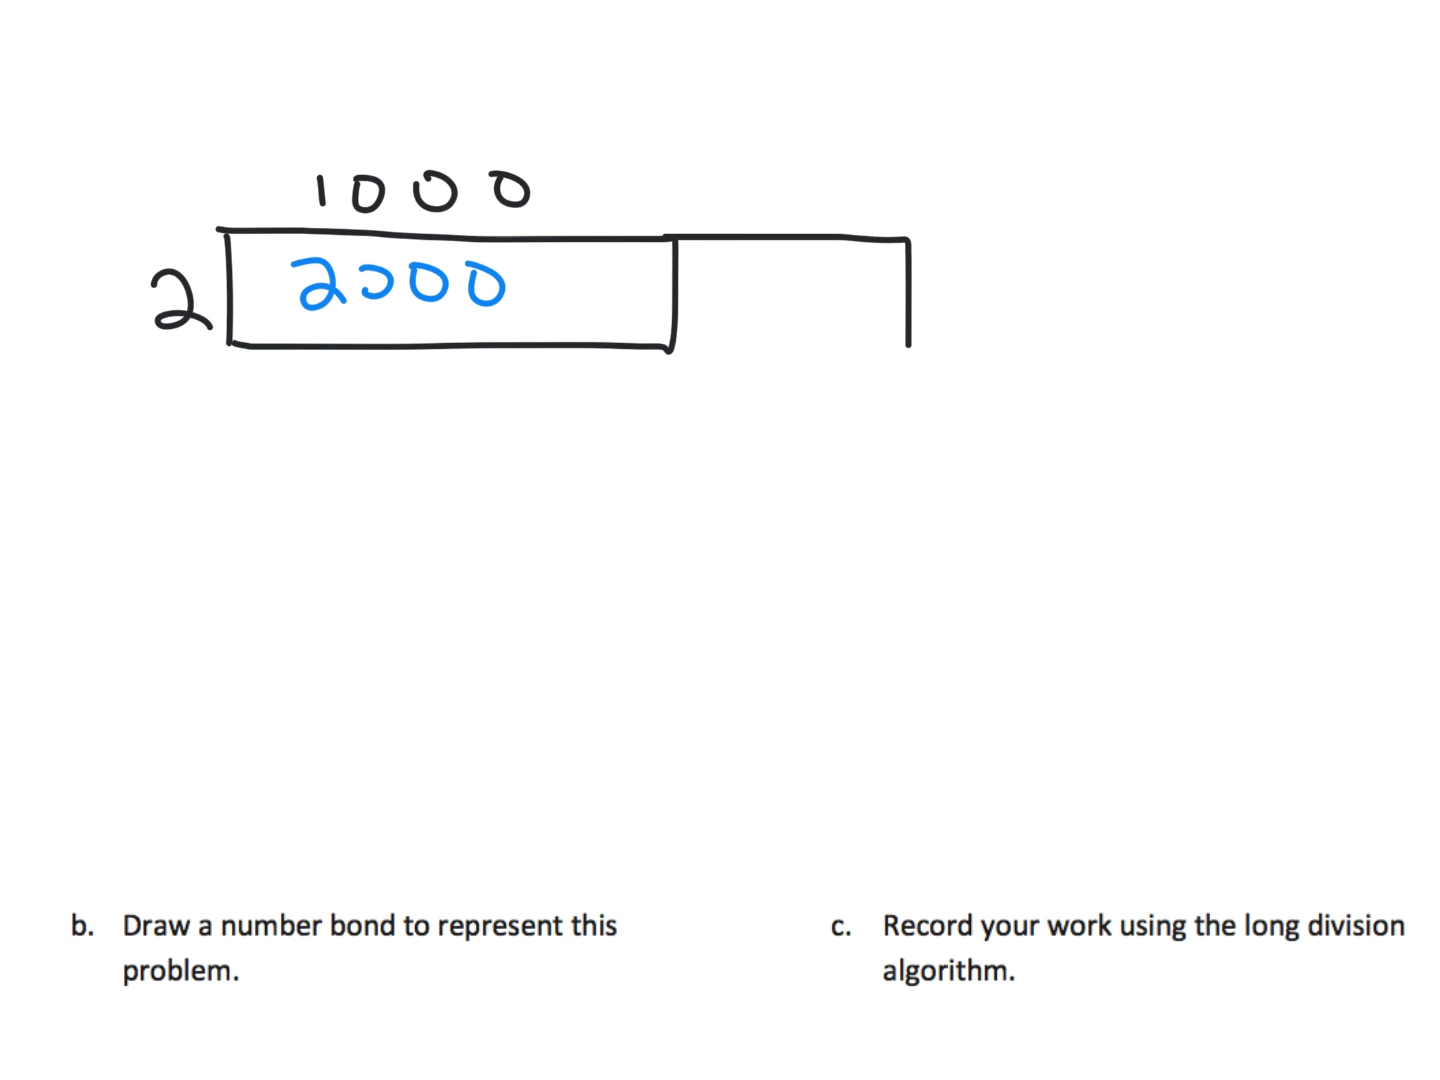 1000
2 2000
b. Draw a number bond to represent this
problem.
c. Record your work using the long division
algorithm.